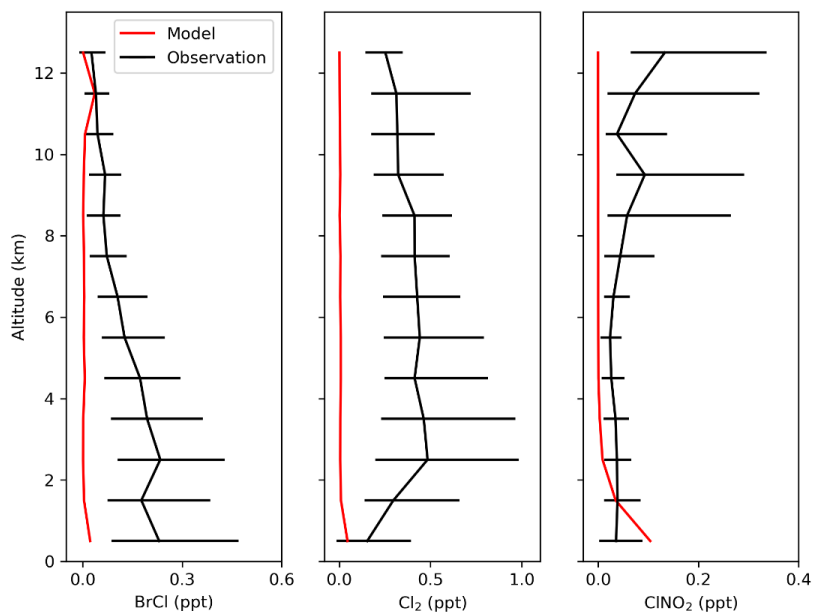 Model
Observation
Altitude (km)
12
10
8
6
4
2
0
0.0 0.3 0.6
BrCl (ppt)
0.0 0.5 1.0
Cl₂ (ppt)
0.0 0.2 0.4
ClNO₂ (ppt)